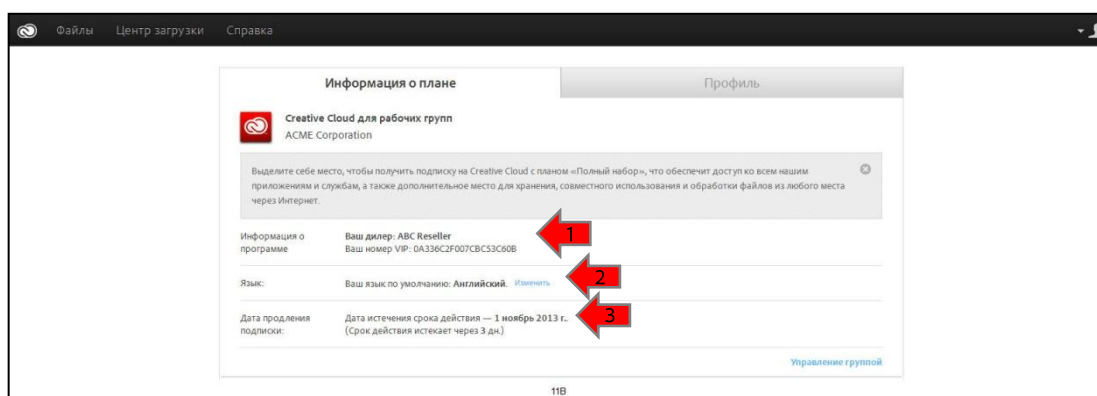 Файлы Центр загрузки Справка
Информация о плане Профиль
Creative Cloud для рабочих групп
ACME Corporation
Выделите себе место, чтобы получить подписку на Creative Cloud с планом «Полный набор», что обеспечит доступ ко всем нашим
приложениям и службам, а также дополнительное место для хранения, совместного использования и обработки файлов из любого места
через Интернет.
Информация о программе
Ваш дилер: ABC Reseller
Ваш номер VIP: 0A336C2F007CBC53C60B
1
Язык: Ваш язык по умолчанию: Английский. Изменить
2
Дата продления подписки:
Дата истечения срока действия — 1 ноябрь 2013 г..
(Срок действия истекает через 3 дн.)
3
Управление группой
11B